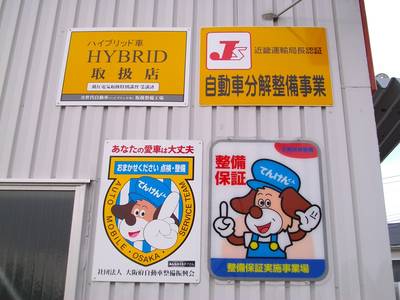 ハイブリッド車
HYBRID
取扱店
近畿運輸局長認証
自動車分解整備事業
あなたの愛車は大丈夫
おまかせください 点検・整備
てんけんくん
AUTO MOBILE・OSAKA・SERVICE TEAM
社団法人 大阪府自動車整備振興会
整備
保証
てんけんくん
整備保証実施事業場